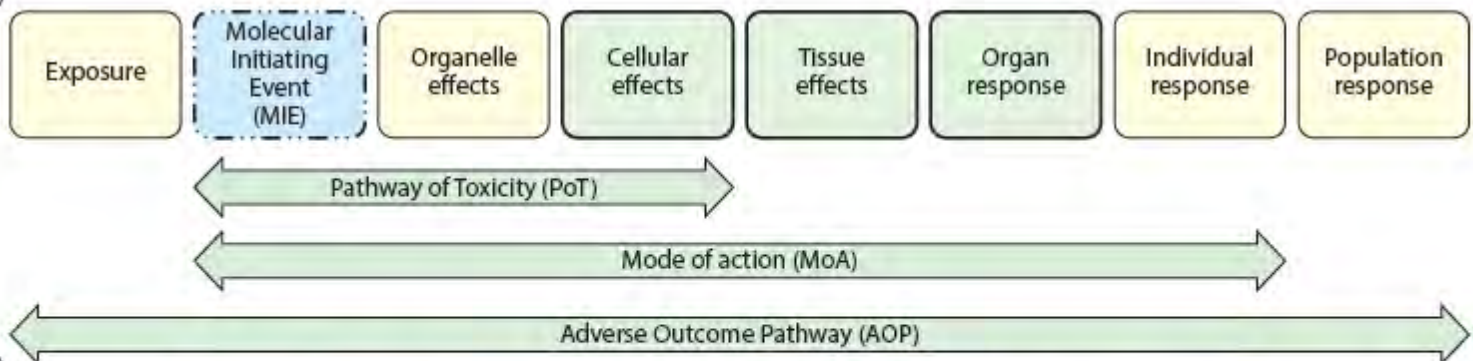 Exposure
Molecular
Initiating
Event
(MIE)
Organelle
effects
Cellular
effects
Tissue
effects
Organ
response
Individual
response
Population
response
Pathway of Toxicity (PoT)
Mode of action (MoA)
Adverse Outcome Pathway (AOP)